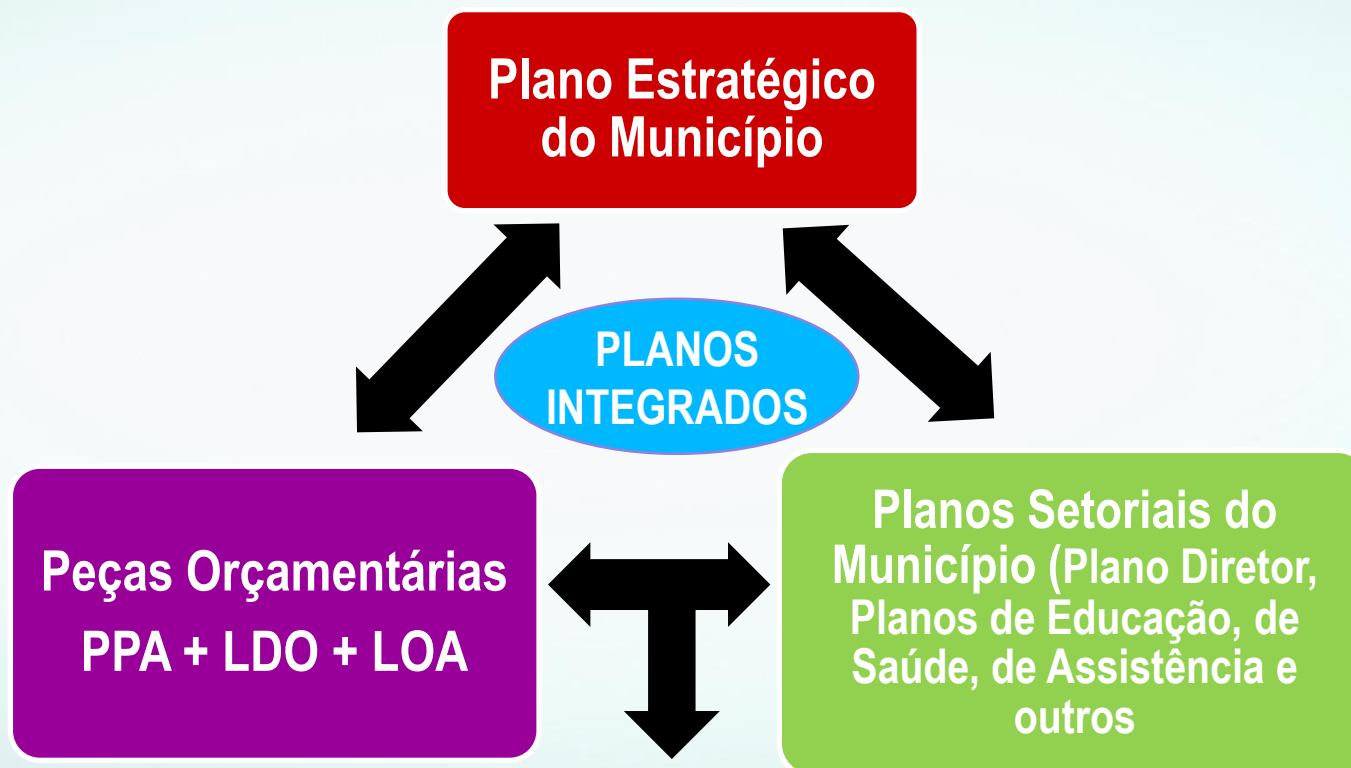 Plano Estratégico
do Município
PLANOS
INTEGRADOS
Peças Orçamentárias
PPA + LDO + LOA
Planos Setoriais do
Município (Plano Diretor,
Planos de Educação, de
Saúde, de Assistência e
outros